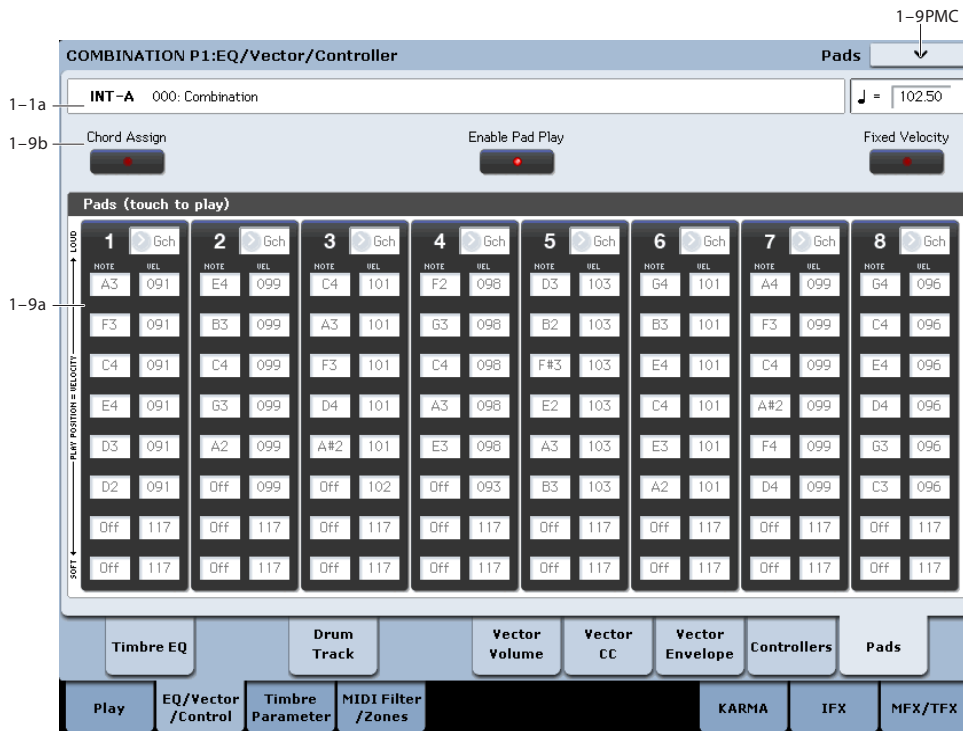 1–9PMC
COMBINATION P1:EQ/Vector/Controller Pads
1–1a
INT-A 000: Combination ♩ = 102.50
1–9b
Chord Assign Enable Pad Play Fixed Velocity
Pads (touch to play)
1 Gch 2 Gch 3 Gch 4 Gch 5 Gch 6 Gch 7 Gch 8 Gch
NOTE VEL NOTE VEL NOTE VEL NOTE VEL NOTE VEL NOTE VEL NOTE VEL NOTE VEL
1–9a
SOFT PLAY POSITION = VELOCITY LOUD
A3 091 E4 099 C4 101 F2 098 D3 103 G4 101 A4 099 G4 096
F3 091 B3 099 A3 101 G3 098 B2 103 B3 101 F3 099 C4 096
C4 091 C4 099 F3 101 C4 098 F#3 103 E4 101 C4 099 E4 096
E4 091 G3 099 D4 101 A3 098 E2 103 C4 101 A#2 099 D4 096
D3 091 A2 099 A#2 101 E3 098 A3 103 E3 101 F4 099 G3 096
D2 091 Off 099 Off 102 Off 093 B3 103 A2 101 D4 099 C3 096
Off 117 Off 117 Off 117 Off 117 Off 117 Off 117 Off 117 Off 117
Off 117 Off 117 Off 117 Off 117 Off 117 Off 117 Off 117 Off 117
Timbre EQ
Drum
Track
Vector
Volume
Vector
CC
Vector
Envelope
Controllers
Pads
Play
EQ/Vector
/Control
Timbre
Parameter
MIDI Filter
/Zones
KARMA
IFX
MFX/TFX